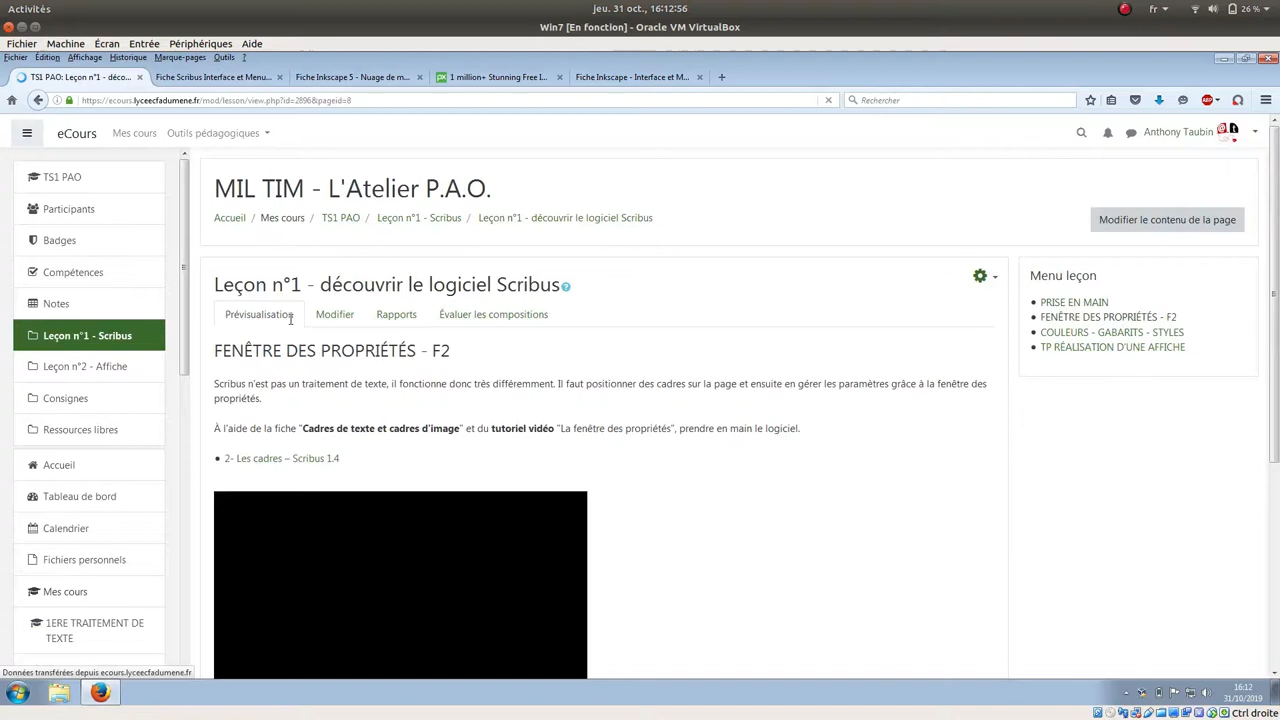 Activités
jeu. 31 oct., 16:12:56
Fr
26 %
Win7 [En fonction] - Oracle VM VirtualBox
Fichier Machine Écran Entrée Périphériques Aide
Fichier Édition Affichage Historique Marque-pages Outils ?
TS1 PAO: Leçon n°1 - déco...
Fiche Scribus Interface et Menu...
Fiche Inkscape 5 - Nuage de m...
1 million+ Stunning Free I...
Fiche Inkscape - Interface et M...
https://ecours.lyceecfadumene.fr/mod/lesson/view.php?id=2896&pageid=8
Rechercher
eCours
Mes cours
Outils pédagogiques
Anthony Taubin
TS1 PAO
Participants
Badges
Compétences
Notes
Leçon n°1 - Scribus
Leçon n°2 - Affiche
Consignes
Ressources libres
Accueil
Tableau de bord
Calendrier
Fichiers personnels
Mes cours
1ERE TRAITEMENT DE
TEXTE
MIL TIM - L'Atelier P.A.O.
Accueil / Mes cours / TS1 PAO / Leçon n°1 - Scribus / Leçon n°1 - découvrir le logiciel Scribus
Modifier le contenu de la page
Leçon n°1 - découvrir le logiciel Scribus
Prévisualisation
Modifier
Rapports
Évaluer les compositions
FENÊTRE DES PROPRIÉTÉS - F2
Scribus n'est pas un traitement de texte, il fonctionne donc très différemment. Il faut positionner des cadres sur la page et ensuite en gérer les paramètres grâce à la fenêtre des
propriétés.
À l'aide de la fiche "Cadres de texte et cadres d'image" et du tutoriel vidéo "La fenêtre des propriétés", prendre en main le logiciel.
2- Les cadres – Scribus 1.4
Menu leçon
PRISE EN MAIN
FENÊTRE DES PROPRIÉTÉS - F2
COULEURS - GABARITS - STYLES
TP RÉALISATION D'UNE AFFICHE
Données transférées depuis ecours.lyceecfadumene.fr
16:12
31/10/2019
Ctrl droite